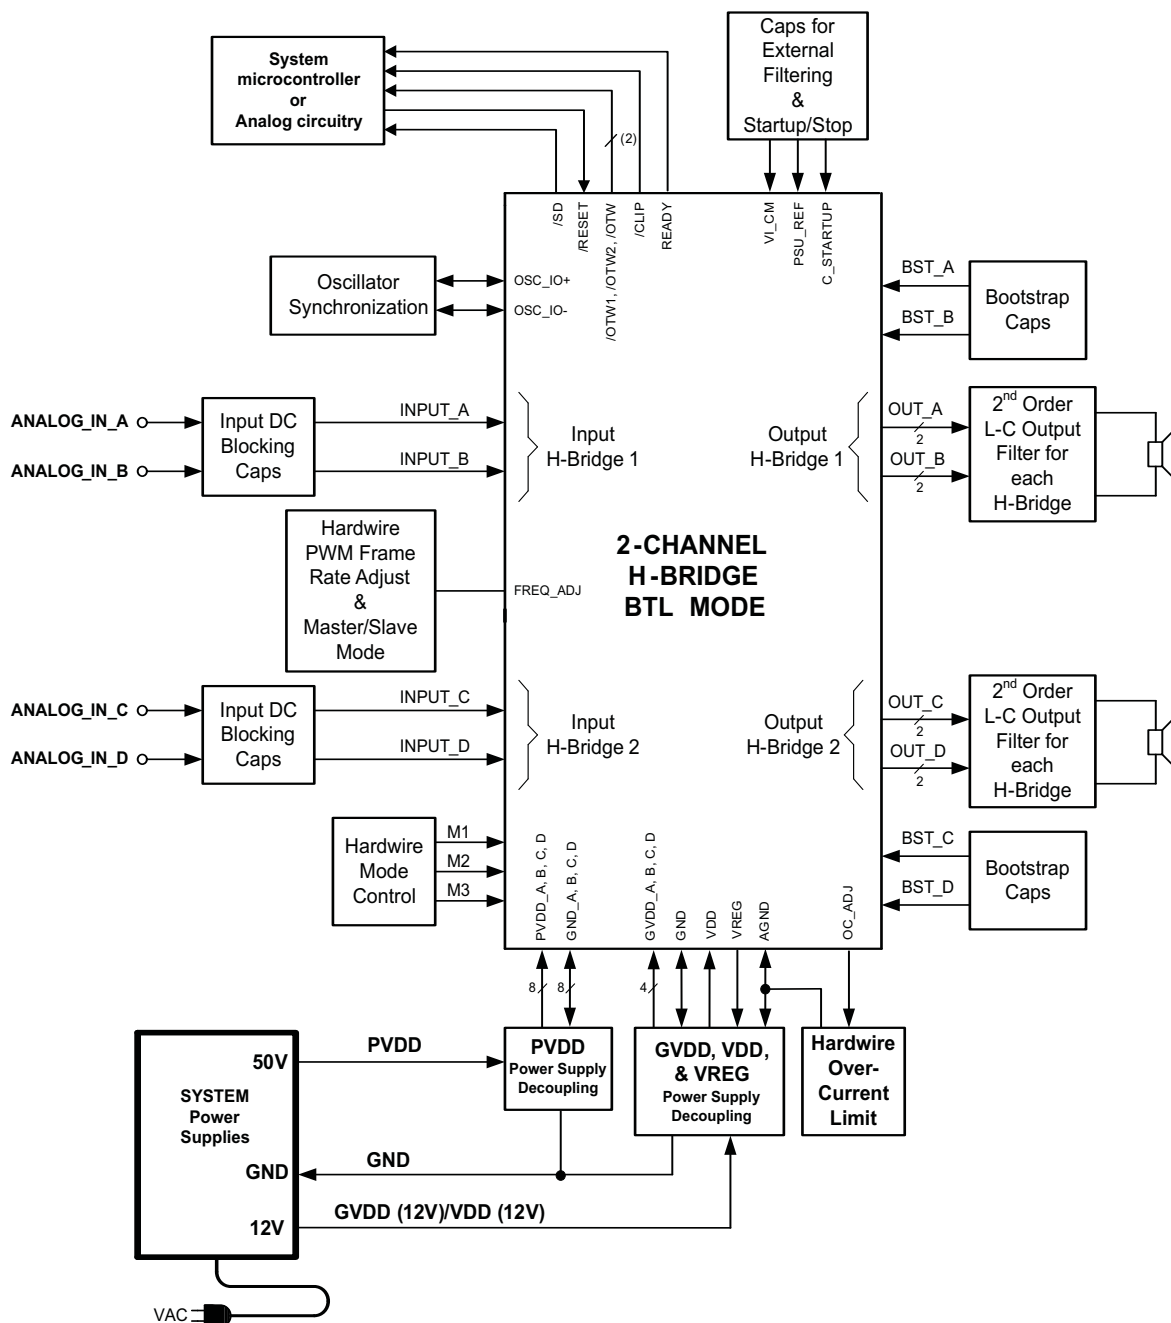 System
microcontroller
or
Analog circuitry
Caps for
External
Filtering
&
Startup/Stop
(2)
/SD
/RESET
/OTW1, /OTW2, /OTW
/CLIP
READY
VI_CM
PSU_REF
C_STARTUP
Oscillator
Synchronization
OSC_IO+
OSC_IO-
BST_A
BST_B
Bootstrap
Caps
ANALOG_IN_A
ANALOG_IN_B
Input DC
Blocking
Caps
INPUT_A
INPUT_B
Input
H-Bridge 1
Output
H-Bridge 1
OUT_A
2
OUT_B
2
2nd Order
L-C Output
Filter for
each
H-Bridge
Hardwire
PWM Frame
Rate Adjust
&
Master/Slave
Mode
FREQ_ADJ
2-CHANNEL
H-BRIDGE
BTL MODE
ANALOG_IN_C
ANALOG_IN_D
Input DC
Blocking
Caps
INPUT_C
INPUT_D
Input
H-Bridge 2
Output
H-Bridge 2
OUT_C
2
OUT_D
2
2nd Order
L-C Output
Filter for
each
H-Bridge
Hardwire
Mode
Control
M1
M2
M3
PVDD_A, B, C, D
GND_A, B, C, D
GVDD_A, B, C, D
GND
VDD
VREG
AGND
OC_ADJ
BST_C
BST_D
Bootstrap
Caps
8
8
4
50V
PVDD
PVDD
Power Supply
Decoupling
GVDD, VDD,
& VREG
Power Supply
Decoupling
Hardwire
Over-
Current
Limit
SYSTEM
Power
Supplies
GND
GND
12V
GVDD (12V)/VDD (12V)
VAC